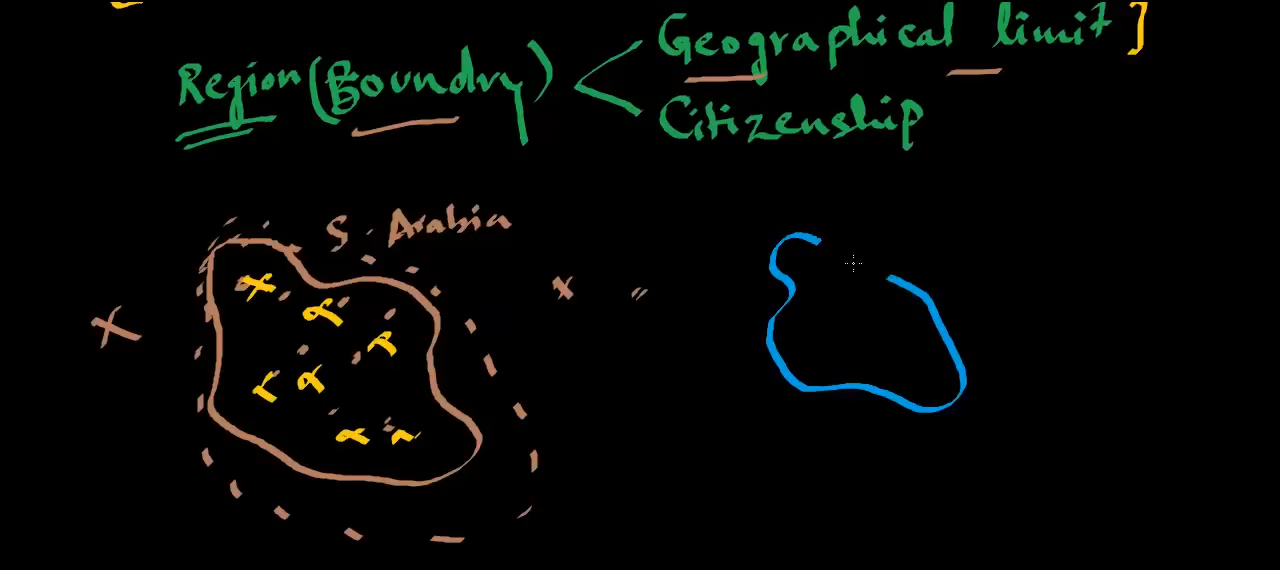 Geographical limit]
Region (Boundry) <
Citizenship
S. Arabia